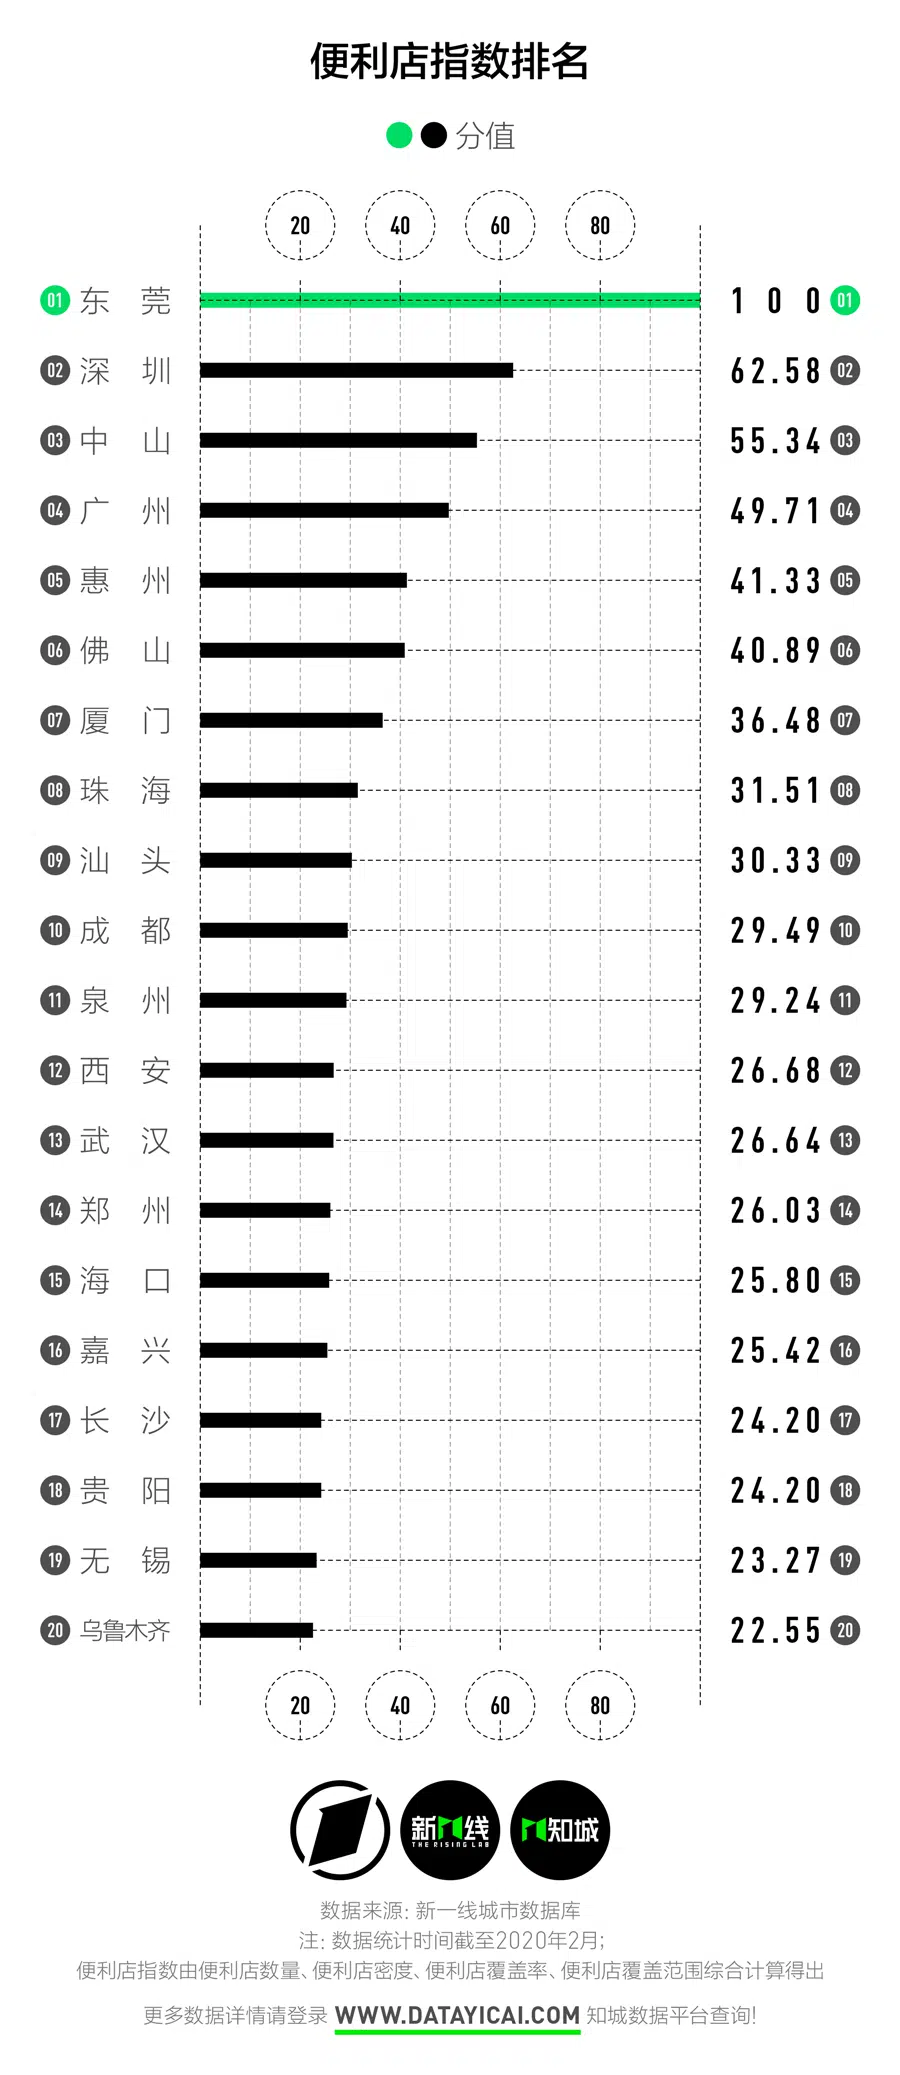 便利店指数排名
分值
20 40 60 80
01 东莞 100 01
02 深圳 62.58 02
03 中山 55.34 03
04 广州 49.71 04
05 惠州 41.33 05
06 佛山 40.89 06
07 厦门 36.48 07
08 珠海 31.51 08
09 汕头 30.33 09
10 成都 29.49 10
11 泉州 29.24 11
12 西安 26.68 12
13 武汉 26.64 13
14 郑州 26.03 14
15 海口 25.80 15
16 嘉兴 25.42 16
17 长沙 24.20 17
18 贵阳 24.20 18
19 无锡 23.27 19
20 乌鲁木齐 22.55 20
20 40 60 80
新线 知城
THE RISING LAB
数据来源: 新一线城市数据库
注: 数据统计时间截至2020年2月;
便利店指数由便利店数量、便利店密度、便利店覆盖率、便利店覆盖范围综合计算得出
更多数据详情请登录 WWW.DATAYICAI.COM 知城数据平台查询!